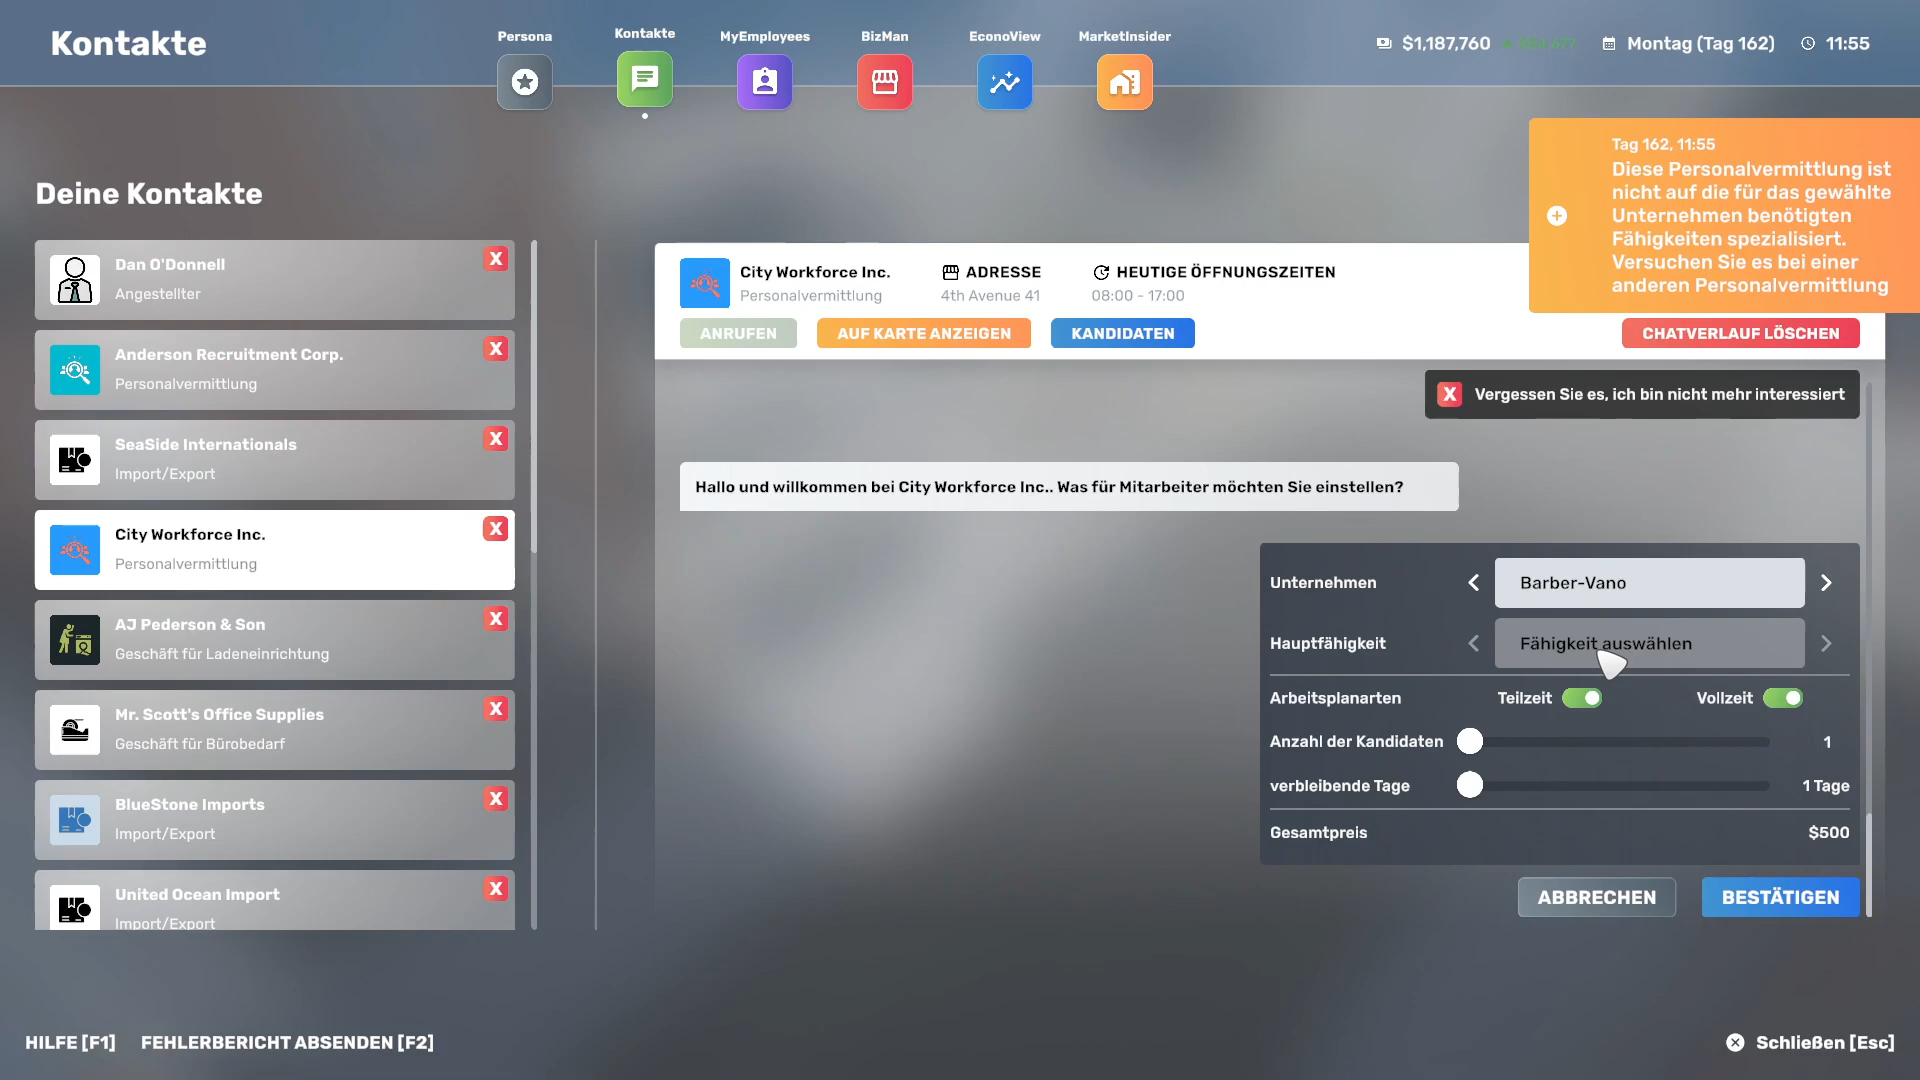 Kontakte
Persona
Kontakte
MyEmployees
BizMan
EconoView
MarketInsider
$1,187,760
Montag (Tag 162)
11:55
Tag 162, 11:55
Diese Personalvermittlung ist
nicht auf die für das gewählte
Unternehmen benötigten
Fähigkeiten spezialisiert.
Versuchen Sie es bei einer
anderen Personalvermittlung
Deine Kontakte
Dan O'Donnell
Angestellter
X
Anderson Recruitment Corp.
Personalvermittlung
X
SeaSide Internationals
Import/Export
X
City Workforce Inc.
Personalvermittlung
X
AJ Pederson & Son
Geschäft für Ladeneinrichtung
X
Mr. Scott's Office Supplies
Geschäft für Bürobedarf
X
BlueStone Imports
Import/Export
X
United Ocean Import
Import/Export
X
City Workforce Inc.
Personalvermittlung
ADRESSE
4th Avenue 41
HEUTIGE ÖFFNUNGSZEITEN
08:00 - 17:00
ANRUFEN
AUF KARTE ANZEIGEN
KANDIDATEN
CHATVERLAUF LÖSCHEN
X Vergessen Sie es, ich bin nicht mehr interessiert
Hallo und willkommen bei City Workforce Inc.. Was für Mitarbeiter möchten Sie einstellen?
Unternehmen
Barber-Vano
Hauptfähigkeit
Fähigkeit auswählen
Arbeitsplanarten
Teilzeit
Vollzeit
Anzahl der Kandidaten
1
verbleibende Tage
1 Tage
Gesamtpreis
$500
ABBRECHEN
BESTÄTIGEN
HILFE [F1]
FEHLERBERICHT ABSENDEN [F2]
Schließen [Esc]